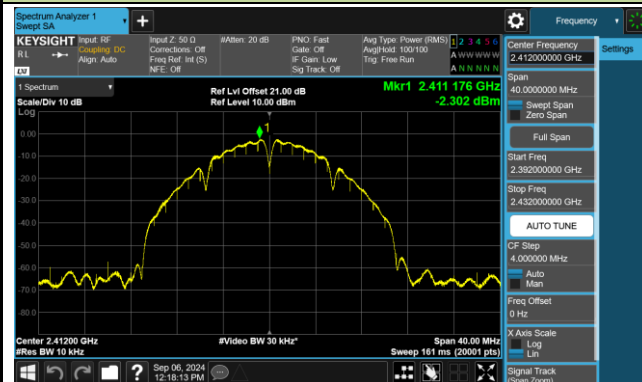 Spectrum Analyzer 1
Swept SA
Frequency
KEYSIGHT
RL
LXI
Input: RF
Coupling: DC
Align: Auto
Input Z: 50 Ω
Corrections: Off
Freq Ref: Int (S)
NFE: Off
#Atten: 20 dB
PNO: Fast
Gate: Off
IF Gain: Low
Sig Track: Off
Avg Type: Power (RMS)
Avg|Hold: 100/100
Trig: Free Run
1 2 3 4 5 6
A W W W W W
A N N N N N
1 Spectrum
Scale/Div 10 dB
Log
Ref Lvl Offset 21.00 dB
Ref Level 10.00 dBm
Mkr1 2.411 176 GHz
-2.302 dBm
1
0.00
-10.0
-20.0
-30.0
-40.0
-50.0
-60.0
-70.0
-80.0
Center 2.41200 GHz
#Res BW 10 kHz
#Video BW 30 kHz*
Span 40.00 MHz
Sweep 161 ms (20001 pts)
Sep 06, 2024
12:18:13 PM
Center Frequency
2.412000000 GHz
Settings
Span
40.0000000 MHz
Swept Span
Zero Span
Full Span
Start Freq
2.392000000 GHz
Stop Freq
2.432000000 GHz
AUTO TUNE
CF Step
4.000000 MHz
Auto
Man
Freq Offset
0 Hz
X Axis Scale
Log
Lin
Signal Track
(Span Zoom)